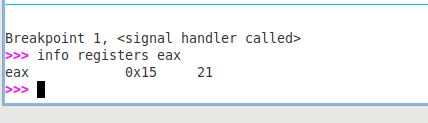 Breakpoint 1, <signal handler called>
>>> info registers eax
eax            0x15     21
>>>